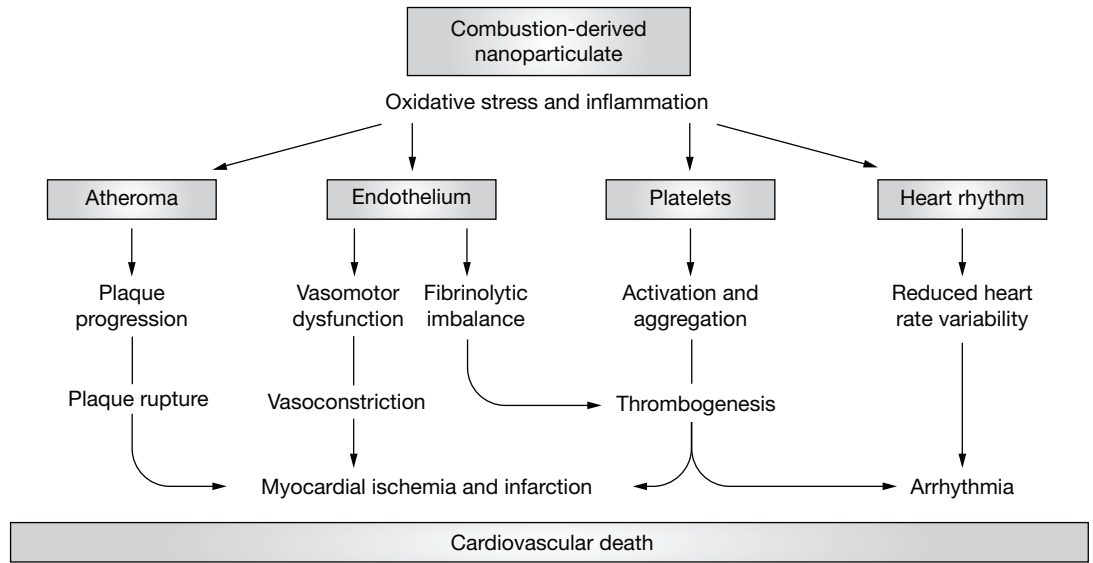 Combustion-derived
nanoparticulate
Oxidative stress and inflammation
Atheroma
Endothelium
Platelets
Heart rhythm
Plaque
progression
Vasomotor
dysfunction
Fibrinolytic
imbalance
Activation and
aggregation
Reduced heart
rate variability
Plaque rupture
Vasoconstriction
Thrombogenesis
Myocardial ischemia and infarction
Arrhythmia
Cardiovascular death